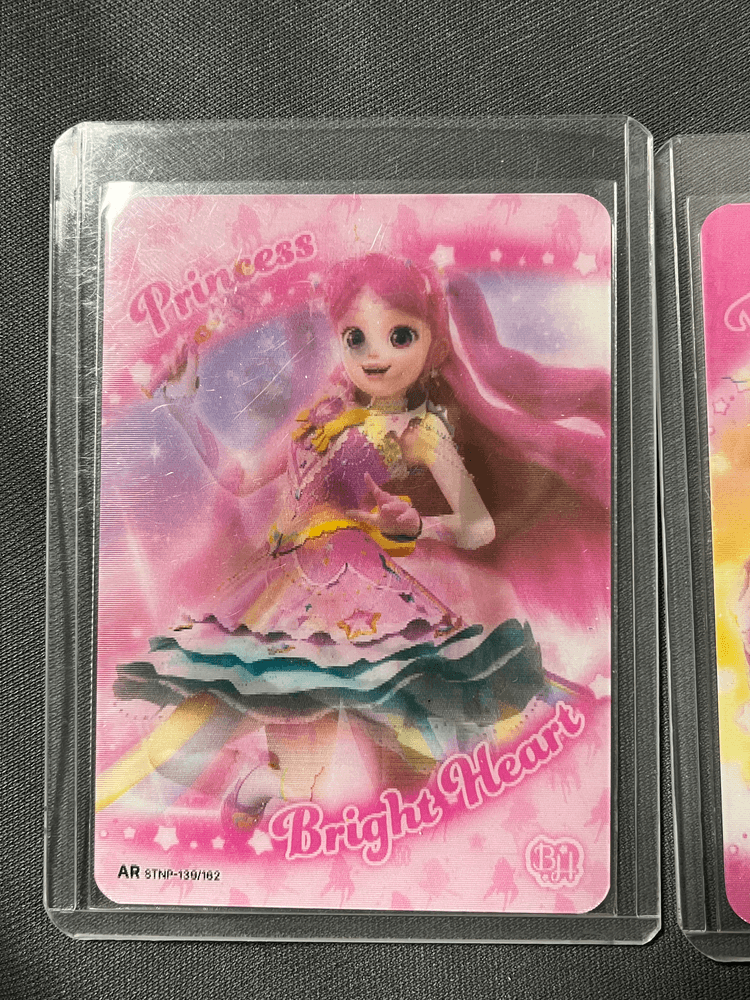 Princess
Bright Heart
AR STNP-139/162
BH